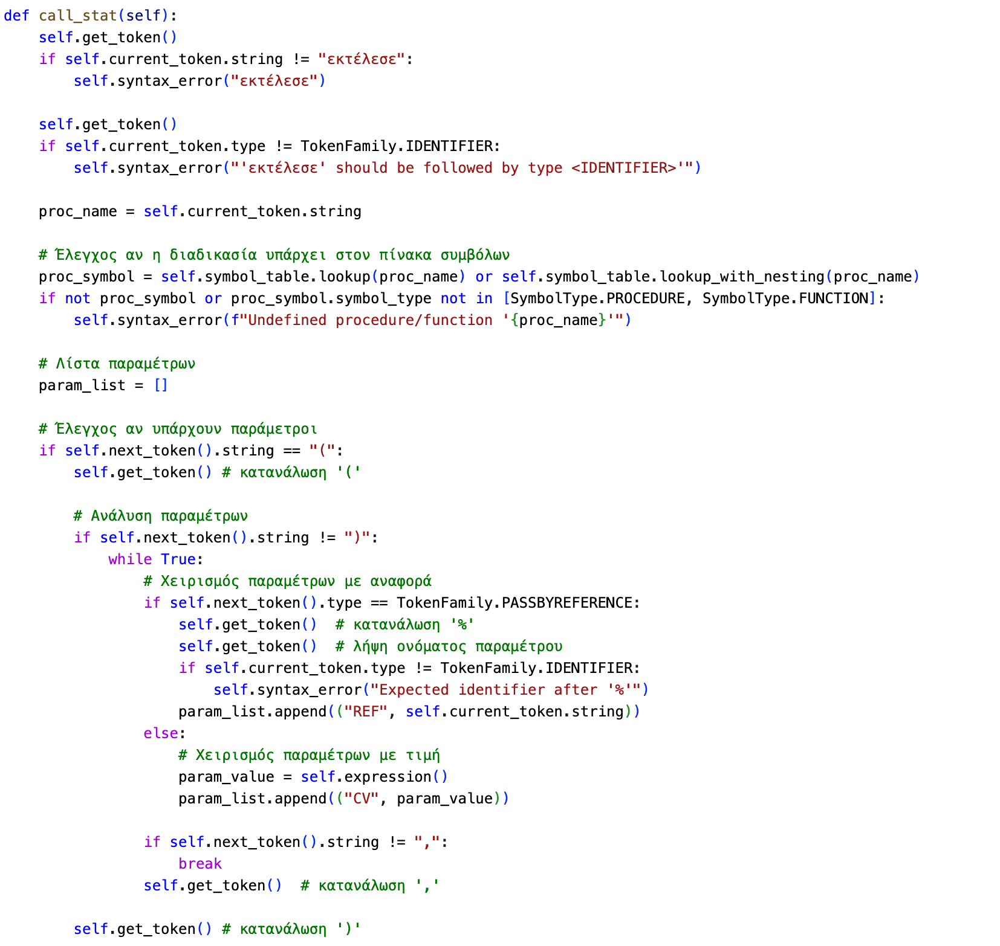 def call_stat(self):
    self.get_token()
    if self.current_token.string != "εκτέλεσε":
        self.syntax_error("εκτέλεσε")

    self.get_token()
    if self.current_token.type != TokenFamily.IDENTIFIER:
        self.syntax_error("'εκτέλεσε' should be followed by type <IDENTIFIER>'")

    proc_name = self.current_token.string

    # Έλεγχος αν η διαδικασία υπάρχει στον πίνακα συμβόλων
    proc_symbol = self.symbol_table.lookup(proc_name) or self.symbol_table.lookup_with_nesting(proc_name)
    if not proc_symbol or proc_symbol.symbol_type not in [SymbolType.PROCEDURE, SymbolType.FUNCTION]:
        self.syntax_error(f"Undefined procedure/function '{proc_name}'")

    # Λίστα παραμέτρων
    param_list = []

    # Έλεγχος αν υπάρχουν παράμετροι
    if self.next_token().string == "(":
        self.get_token() # κατανάλωση '('

        # Ανάλυση παραμέτρων
        if self.next_token().string != ")":
            while True:
                # Χειρισμός παραμέτρων με αναφορά
                if self.next_token().type == TokenFamily.PASSBYREFERENCE:
                    self.get_token()  # κατανάλωση '%'
                    self.get_token()  # λήψη ονόματος παραμέτρου
                    if self.current_token.type != TokenFamily.IDENTIFIER:
                        self.syntax_error("Expected identifier after '%'")
                    param_list.append(("REF", self.current_token.string))
                else:
                    # Χειρισμός παραμέτρων με τιμή
                    param_value = self.expression()
                    param_list.append(("CV", param_value))

                if self.next_token().string != ",":
                    break
                self.get_token()  # κατανάλωση ','

        self.get_token() # κατανάλωση ')'